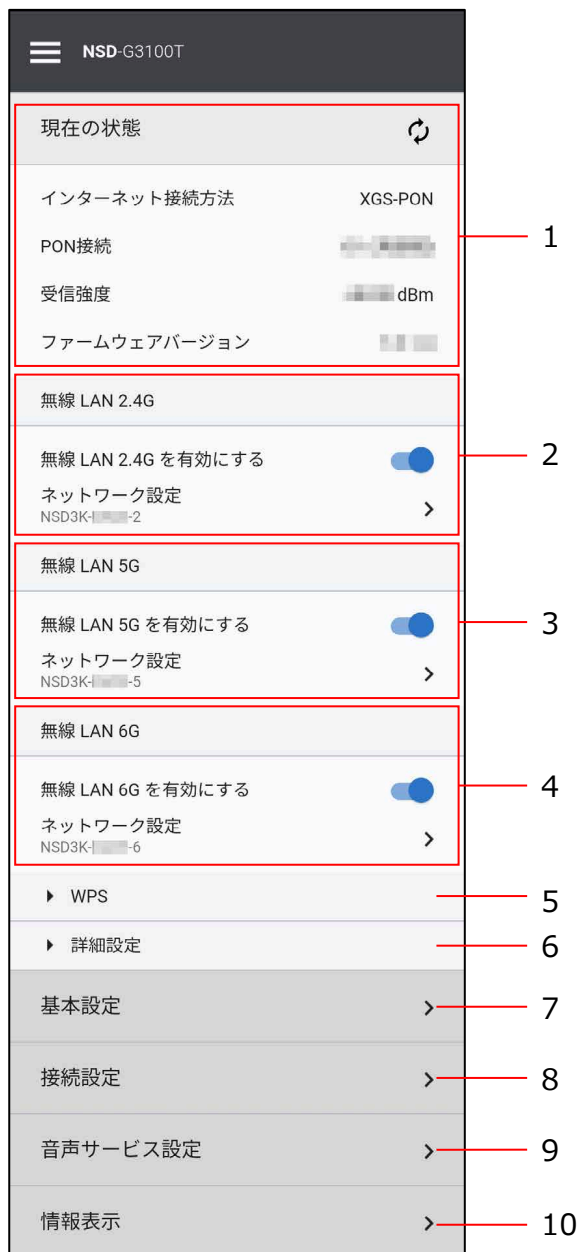 NSD-G3100T
現在の状態
インターネット接続方法 XGS-PON
1
PON接続
受信強度 dBm
ファームウェアバージョン
無線 LAN 2.4G
無線 LAN 2.4G を有効にする
2
ネットワーク設定
NSD3K- -2
無線 LAN 5G
無線 LAN 5G を有効にする
3
ネットワーク設定
NSD3K- -5
無線 LAN 6G
無線 LAN 6G を有効にする
4
ネットワーク設定
NSD3K- -6
WPS 5
詳細設定 6
基本設定 7
接続設定 8
音声サービス設定 9
情報表示 10